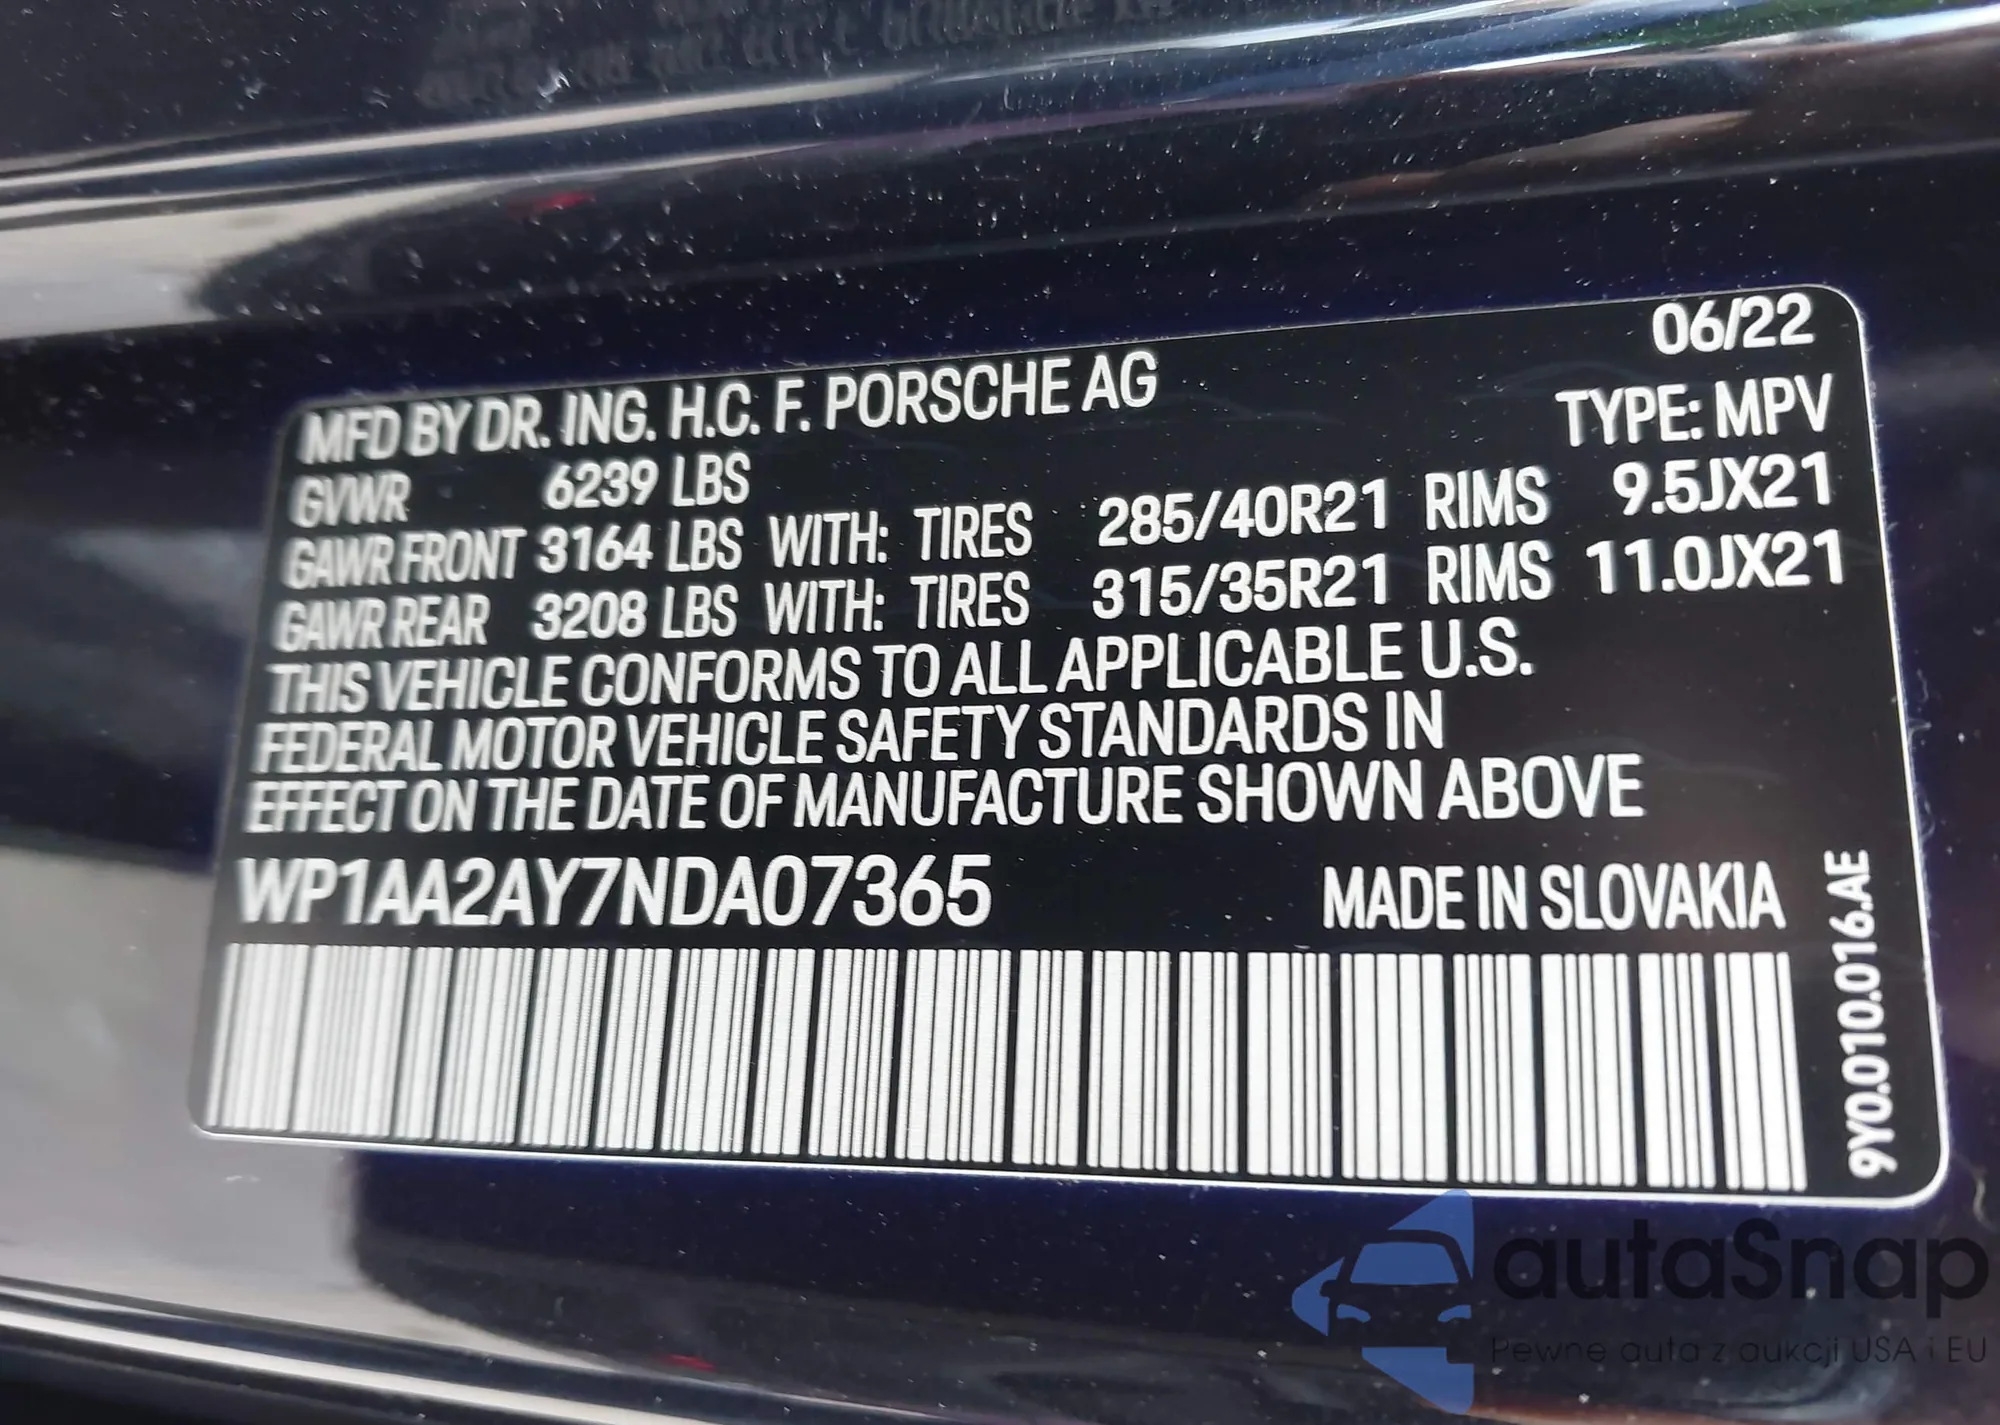 06/22
MFD BY DR. ING. H.C. F. PORSCHE AG
TYPE: MPV
GVWR 6239 LBS
GAWR FRONT 3164 LBS WITH: TIRES 285/40R21 RIMS 9.5JX21
GAWR REAR 3208 LBS WITH: TIRES 315/35R21 RIMS 11.0JX21
THIS VEHICLE CONFORMS TO ALL APPLICABLE U.S.
FEDERAL MOTOR VEHICLE SAFETY STANDARDS IN
EFFECT ON THE DATE OF MANUFACTURE SHOWN ABOVE
WP1AA2AY7NDA07365 MADE IN SLOVAKIA
9Y0.010.016.AE
autaSnap
Pewne auta z aukcji USA i EU